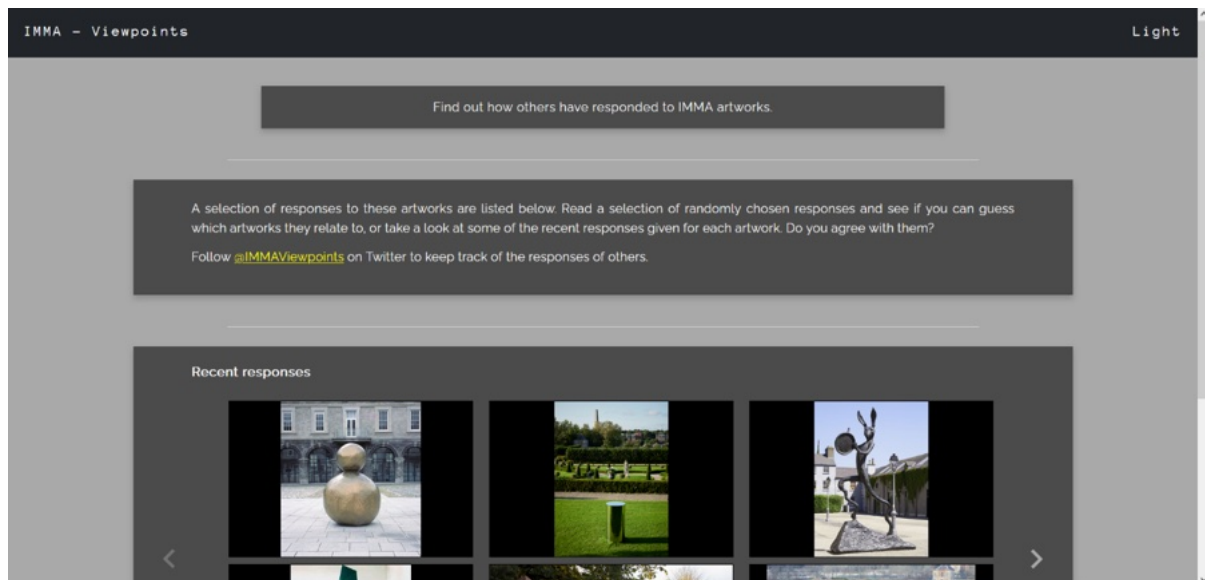 IMMA - Viewpoints
Light
Find out how others have responded to IMMA artworks.
A selection of responses to these artworks are listed below. Read a selection of randomly chosen responses and see if you can guess
which artworks they relate to, or take a look at some of the recent responses given for each artwork. Do you agree with them?
Follow @IMMAViewpoints on Twitter to keep track of the responses of others.
Recent responses